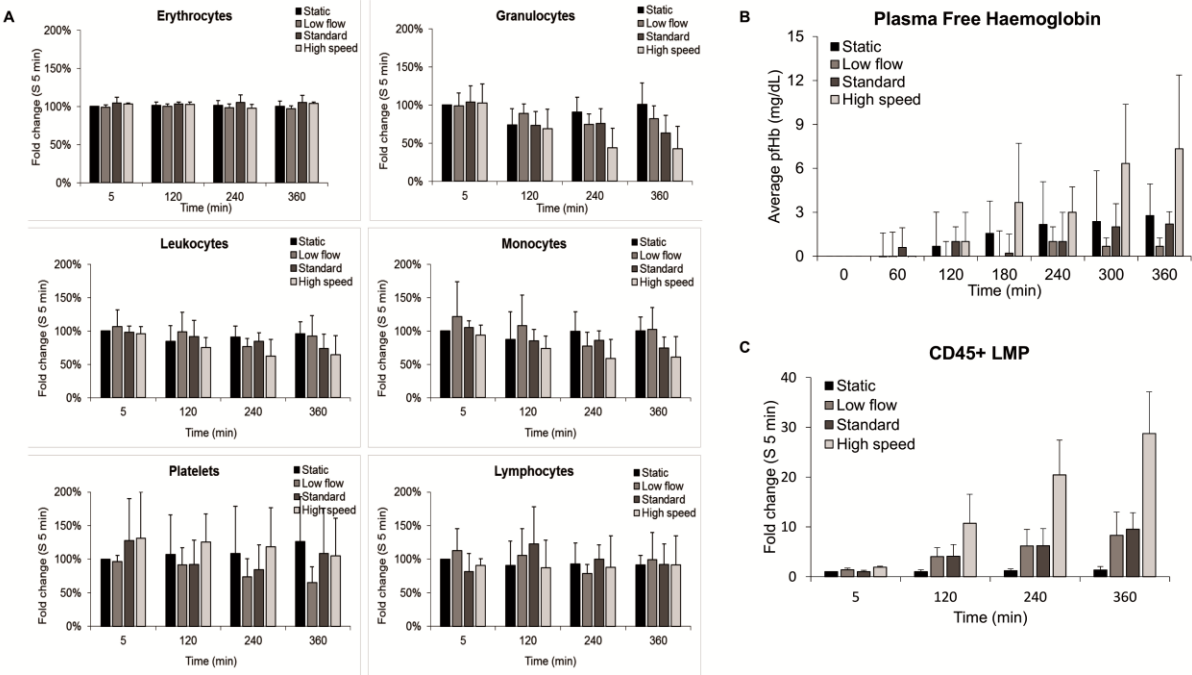 A
Erythrocytes
Static
Low flow
Standard
High speed
Fold change (S 5 min)
200%
150%
100%
50%
0%
5 120 240 360
Time (min)
Granulocytes
Static
Low flow
Standard
High speed
Fold change (S 5 min)
200%
150%
100%
50%
0%
5 120 240 360
Time (min)
Leukocytes
Static
Low flow
Standard
High speed
Fold change (S 5 min)
200%
150%
100%
50%
0%
5 120 240 360
Time (min)
Monocytes
Static
Low flow
Standard
High speed
Fold change (S 5 min)
200%
150%
100%
50%
0%
5 120 240 360
Time (min)
Platelets
Static
Low flow
Standard
High speed
Fold change (S 5 min)
200%
150%
100%
50%
0%
5 120 240 360
Time (min)
Lymphocytes
Static
Low flow
Standard
High speed
Fold change (S 5 min)
200%
150%
100%
50%
0%
5 120 240 360
Time (min)
B
Plasma Free Haemoglobin
Static
Low flow
Standard
High speed
Average pfHb (mg/dL)
15
12
9
6
3
0
0 60 120 180 240 300 360
Time (min)
C
CD45+ LMP
Static
Low flow
Standard
High speed
Fold change (S 5 min)
40
30
20
10
0
5 120 240 360
Time (min)